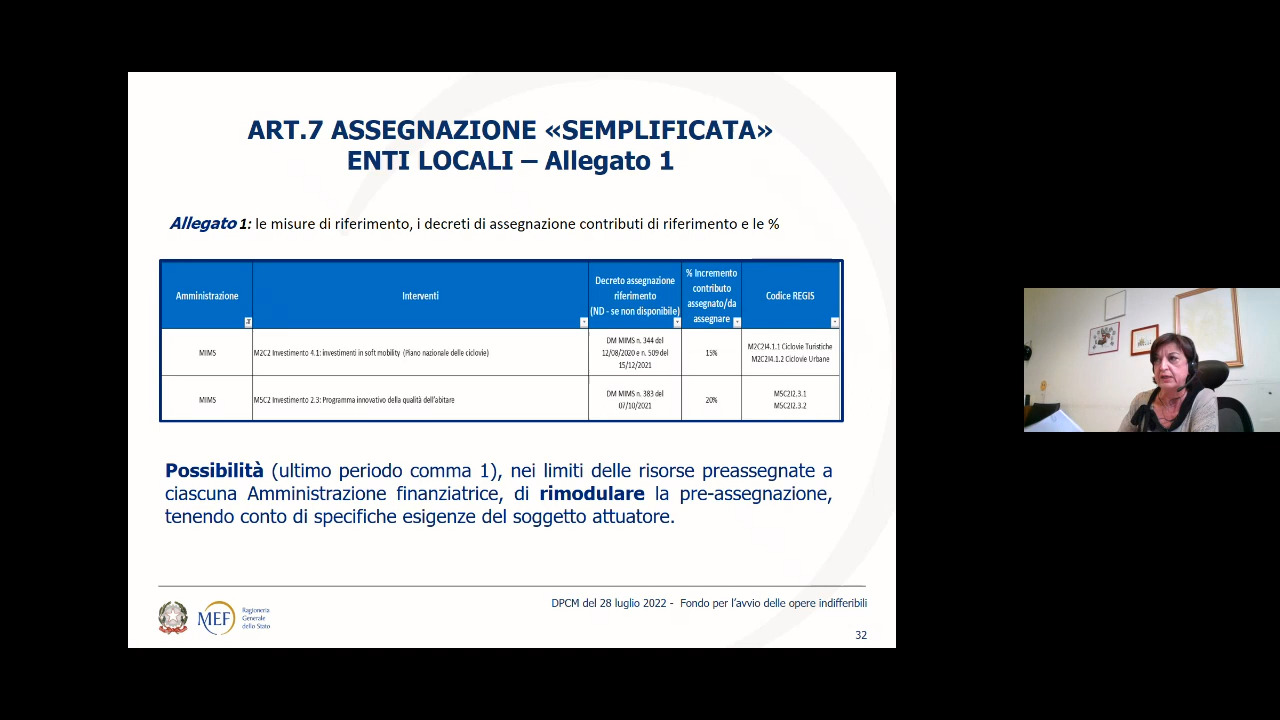 ART.7 ASSEGNAZIONE «SEMPLIFICATA»
ENTI LOCALI – Allegato 1
Allegato 1: le misure di riferimento, i decreti di assegnazione contributi di riferimento e le %
Amministrazione
Interventi
Decreto assegnazione
riferimento
(ND - se non disponibile)
% Incremento
contributo
assegnato/da
assegnare
Codice REGIS
MIMS
M2C2 Investimento 4.1: investimenti in soft mobility (Piano nazionale delle ciclovie)
DM MIMS n. 344 del
12/08/2020 e n. 509 del
15/12/2021
15%
M2C2I4.1.1 Ciclovie Turistiche
M2C2I4.1.2 Ciclovie Urbane
MIMS
M5C2 Investimento 2.3: Programma innovativo della qualità dell'abitare
DM MIMS n. 383 del
07/10/2021
20%
M5C2I2.3.1
M5C2I2.3.2
Possibilità (ultimo periodo comma 1), nei limiti delle risorse preassegnate a
ciascuna Amministrazione finanziatrice, di rimodulare la pre-assegnazione,
tenendo conto di specifiche esigenze del soggetto attuatore.
MEF
Ragioneria
Generale
dello Stato
DPCM del 28 luglio 2022 - Fondo per l'avvio delle opere indifferibili
32